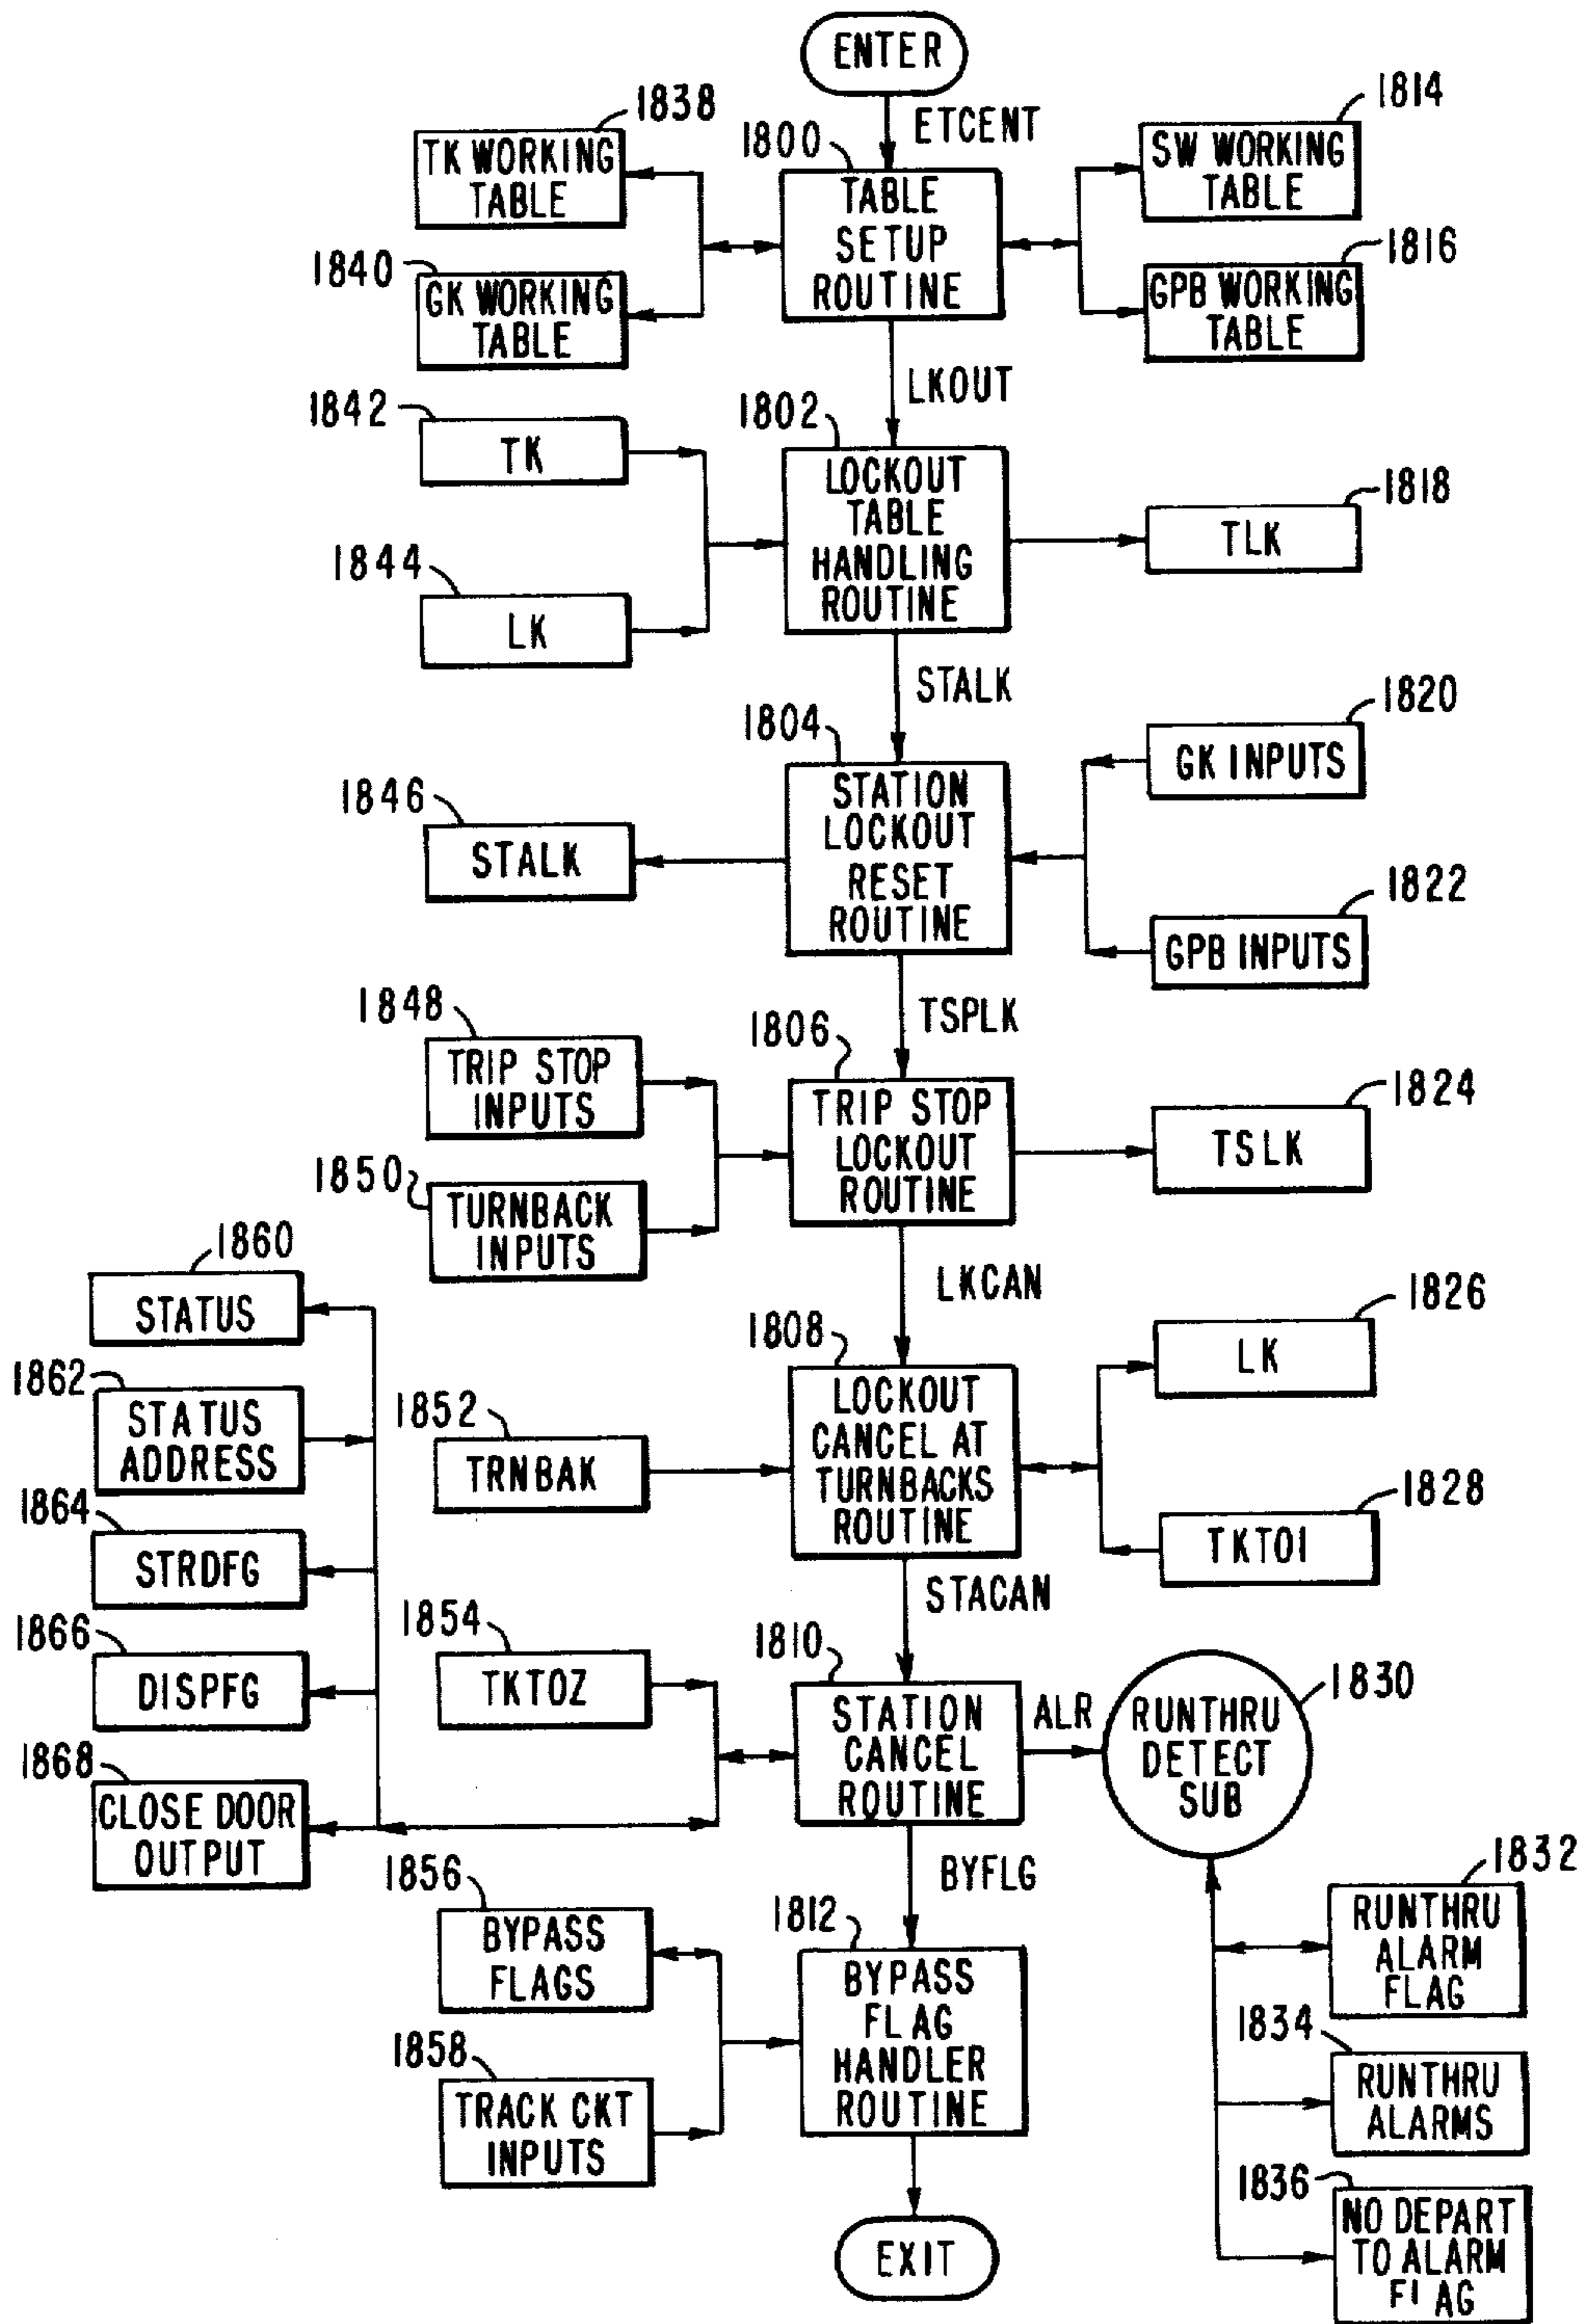 ENTER
ETCENT
1838
TK WORKING
TABLE
1800
TABLE
SETUP
ROUTINE
1814
SW WORKING
TABLE
1840
GK WORKING
TABLE
1816
GPB WORKING
TABLE
LKOUT
1842
TK
1802
LOCKOUT
TABLE
HANDLING
ROUTINE
1818
TLK
1844
LK
STALK
1804
STATION
LOCKOUT
RESET
ROUTINE
1820
GK INPUTS
1846
STALK
1822
GPB INPUTS
TSPLK
1848
TRIP STOP
INPUTS
1806
TRIP STOP
LOCKOUT
ROUTINE
1824
TSLK
1850
TURNBACK
INPUTS
LKCAN
1860
STATUS
1808
LOCKOUT
CANCEL AT
TURNBACKS
ROUTINE
1826
LK
1862
STATUS
ADDRESS
1852
TRNBAK
1828
TKTO1
1864
STRDFG
STACAN
1866
DISPFG
1854
TKTOZ
1810
STATION
CANCEL
ROUTINE
ALR
1830
RUNTHRU
DETECT
SUB
1868
CLOSE DOOR
OUTPUT
BYFLG
1856
BYPASS
FLAGS
1812
BYPASS
FLAG
HANDLER
ROUTINE
1832
RUNTHRU
ALARM
FLAG
1858
TRACK CKT
INPUTS
1834
RUNTHRU
ALARMS
1836
NO DEPART
TO ALARM
FLAG
EXIT